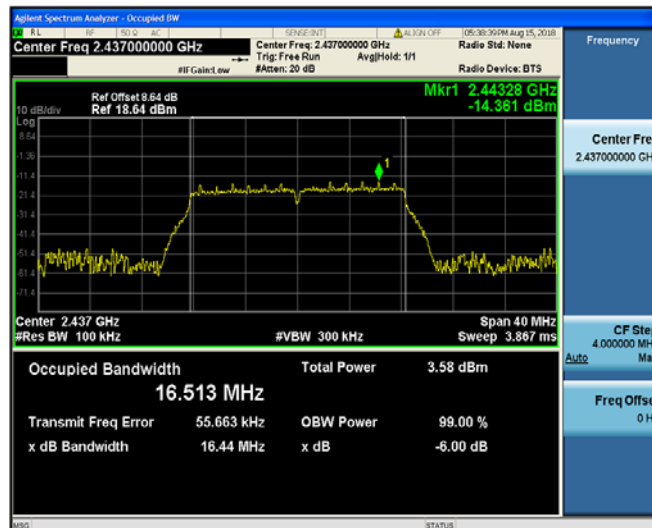 Agilent Spectrum Analyzer - Occupied BW
RL RF 50 Ω AC SENSE:INT ALIGN OFF 05:38:39 PM Aug 15, 2018
Center Freq 2.437000000 GHz Center Freq: 2.437000000 GHz Radio Std: None
Trig: Free Run Avg|Hold: 1/1
#IFGain:Low #Atten: 20 dB Radio Device: BTS
Frequency
Ref Offset 8.64 dB Mkr1 2.44328 GHz
10 dB/div Ref 18.64 dBm -14.361 dBm
Log
8.64
-1.36
-11.4
-21.4
-31.4
-41.4
-51.4
-61.4
-71.4
1
Center 2.437 GHz Span 40 MHz
#Res BW 100 kHz #VBW 300 kHz Sweep 3.867 ms
Occupied Bandwidth Total Power 3.58 dBm
16.513 MHz
Transmit Freq Error 55.663 kHz OBW Power 99.00 %
x dB Bandwidth 16.44 MHz x dB -6.00 dB
Center Fre
2.437000000 GH
CF Ste
4.000000 MH
Auto Ma
Freq Offse
0 H
MSG STATUS